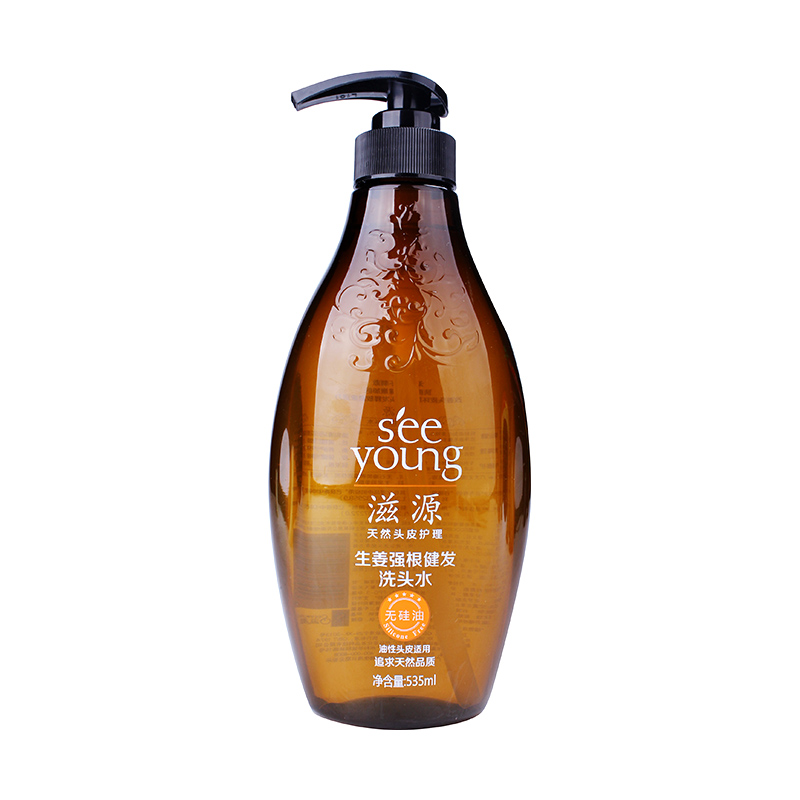 s'ee
young
滋源
天然头皮护理
生姜强根健发
洗头水
无硅油
Silicone Free
油性头皮适用
追求天然品质
净含量:535ml